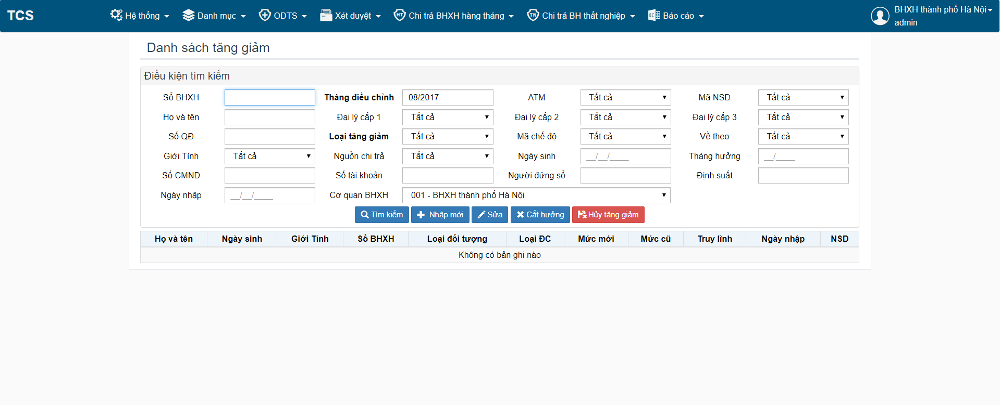 TCS Hệ thống Danh mục ODTS Xét duyệt HT Chi trả BHXH hàng tháng TN Chi trả BH thất nghiệp BC Báo cáo BHXH thành phố Hà Nội
admin
Danh sách tăng giảm
Điều kiện tìm kiếm
Số BHXH Tháng điều chỉnh 08/2017 ATM Tất cả Mã NSD Tất cả
Họ và tên Đại lý cấp 1 Tất cả Đại lý cấp 2 Tất cả Đại lý cấp 3 Tất cả
Số QĐ Loại tăng giảm Tất cả Mã chế độ Tất cả Về theo Tất cả
Giới Tính Tất cả Nguồn chi trả Tất cả Ngày sinh __/__/____ Tháng hưởng __/____
Số CMND Số tài khoản Người đứng sổ Định suất
Ngày nhập __/__/____ Cơ quan BHXH 001 - BHXH thành phố Hà Nội
Tìm kiếm Nhập mới Sửa Cắt hưởng Hủy tăng giảm
Họ và tên Ngày sinh Giới Tính Số BHXH Loại đối tượng Loại ĐC Mức mới Mức cũ Truy lĩnh Ngày nhập NSD
Không có bản ghi nào